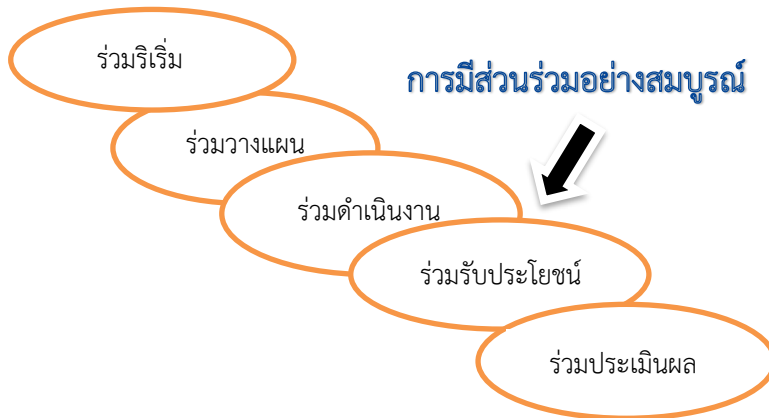 ร่วมริเริ่ม
การมีส่วนร่วมอย่างสมบูรณ์
ร่วมวางแผน
ร่วมดำเนินงาน
ร่วมรับประโยชน์
ร่วมประเมินผล